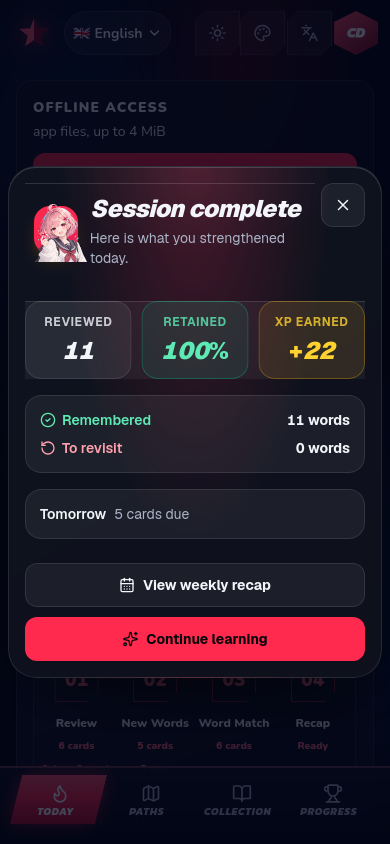 English
CD
OFFLINE ACCESS
app files, up to 4 MiB
Session complete
Here is what you strengthened
today.
REVIEWED
RETAINED
XP EARNED
11
100%
+22
Remembered
11 words
To revisit
0 words
Tomorrow 5 cards due
View weekly recap
Continue learning
01 02 03 04
Review New Words Word Match Recap
6 cards 5 cards 6 cards Ready
TODAY PATHS COLLECTION PROGRESS